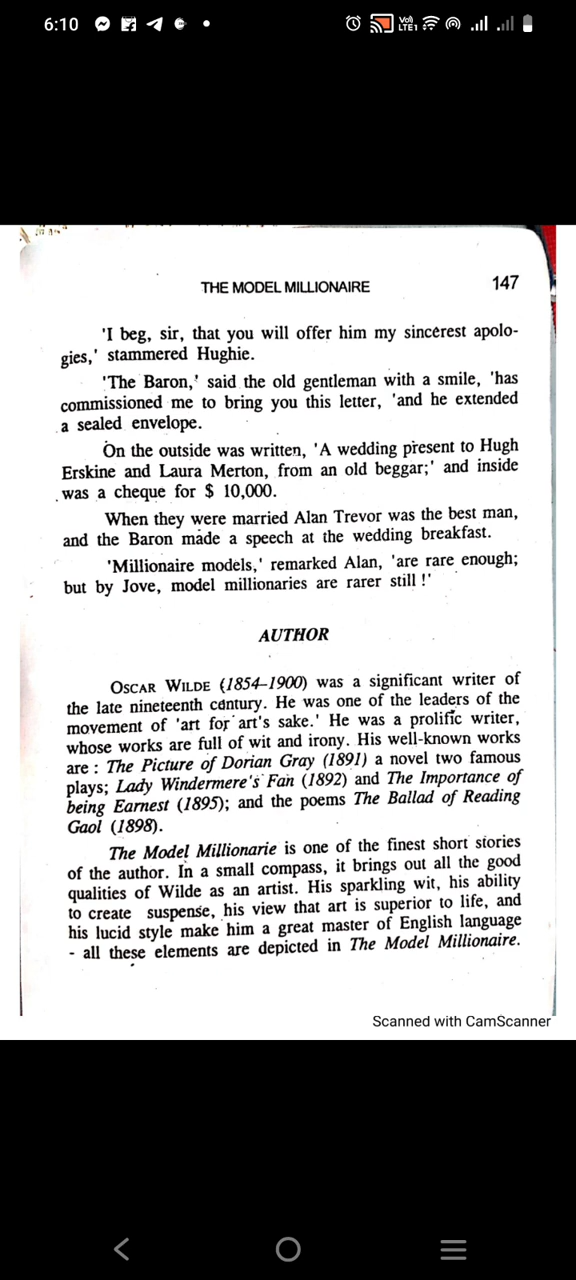 6:10
Vo) LTE1
THE MODEL MILLIONAIRE 147
'I beg, sir, that you will offer him my sincerest apolo-
gies,' stammered Hughie.
'The Baron,' said the old gentleman with a smile, 'has
commissioned me to bring you this letter, 'and he extended
a sealed envelope.
On the outside was written, 'A wedding present to Hugh
Erskine and Laura Merton, from an old beggar;' and inside
was a cheque for $ 10,000.
When they were married Alan Trevor was the best man,
and the Baron made a speech at the wedding breakfast.
'Millionaire models,' remarked Alan, 'are rare enough;
but by Jove, model millionaries are rarer still !'
AUTHOR
OSCAR WILDE (1854–1900) was a significant writer of
the late nineteenth century. He was one of the leaders of the
movement of 'art for art's sake.' He was a prolific writer,
whose works are full of wit and irony. His well-known works
are : The Picture of Dorian Gray (1891) a novel two famous
plays; Lady Windermere's Fan (1892) and The Importance of
being Earnest (1895); and the poems The Ballad of Reading
Gaol (1898).
The Model Millionarie is one of the finest short stories
of the author. In a small compass, it brings out all the good
qualities of Wilde as an artist. His sparkling wit, his ability
to create suspense, his view that art is superior to life, and
his lucid style make him a great master of English language
- all these elements are depicted in The Model Millionaire.
Scanned with CamScanner